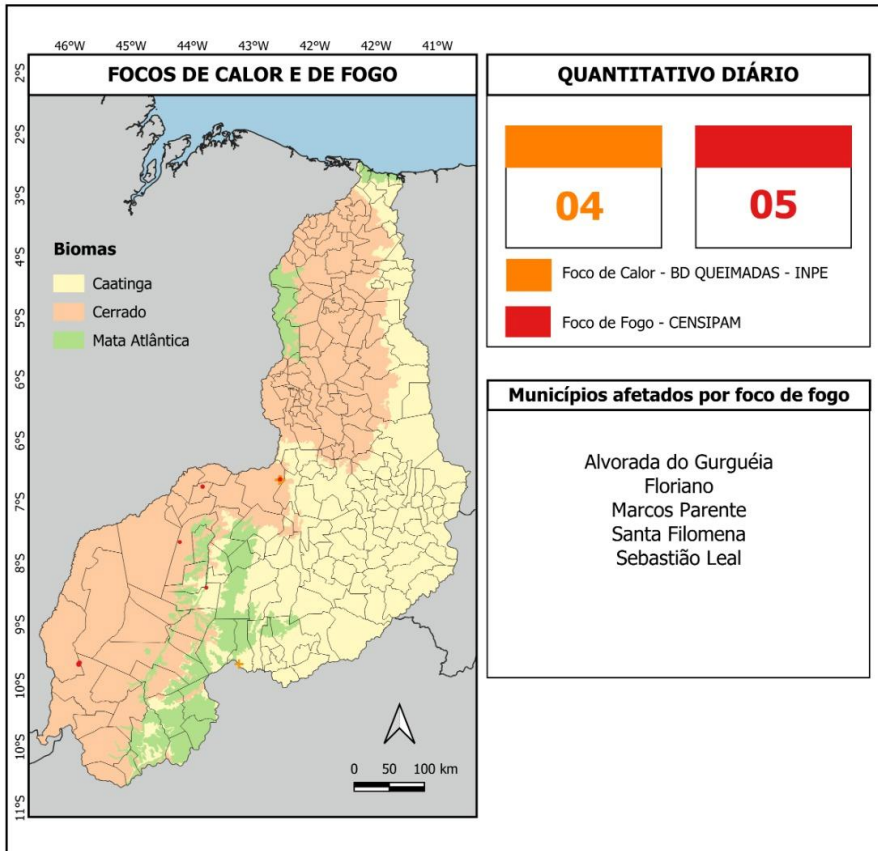 46°W 45°W 44°W 43°W 42°W 42°W 41°W
FOCOS DE CALOR E DE FOGO
2°S
2°S
3°S
4°S
5°S
6°S
6°S
7°S
8°S
9°S
10°S
10°S
11°S
Biomas
Caatinga
Cerrado
Mata Atlântica
0 50 100 km
QUANTITATIVO DIÁRIO
04
05
Foco de Calor - BD QUEIMADAS - INPE
Foco de Fogo - CENSIPAM
Municípios afetados por foco de fogo
Alvorada do Gurguéia
Floriano
Marcos Parente
Santa Filomena
Sebastião Leal